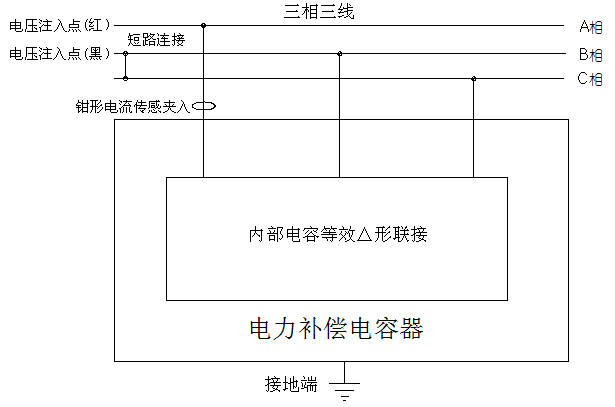 三相三线
电压注入点(红)
A相
短路连接
电压注入点(黑)
B相
C相
钳形电流传感夹入
内部电容等效△形联接
电力补偿电容器
接地端